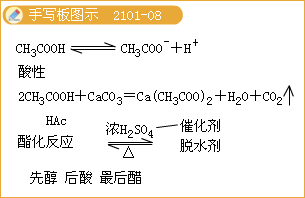 手写板图示 2101-08
CH₃COOH ⇌ CH₃COO⁻+H⁺
酸性
2CH₃COOH+CaCO₃=Ca(CH₃COO)₂+H₂O+CO₂↑
HAc
酯化反应 浓H₂SO₄ ⇌ △ 催化剂
脱水剂
先醇 后酸 最后醋